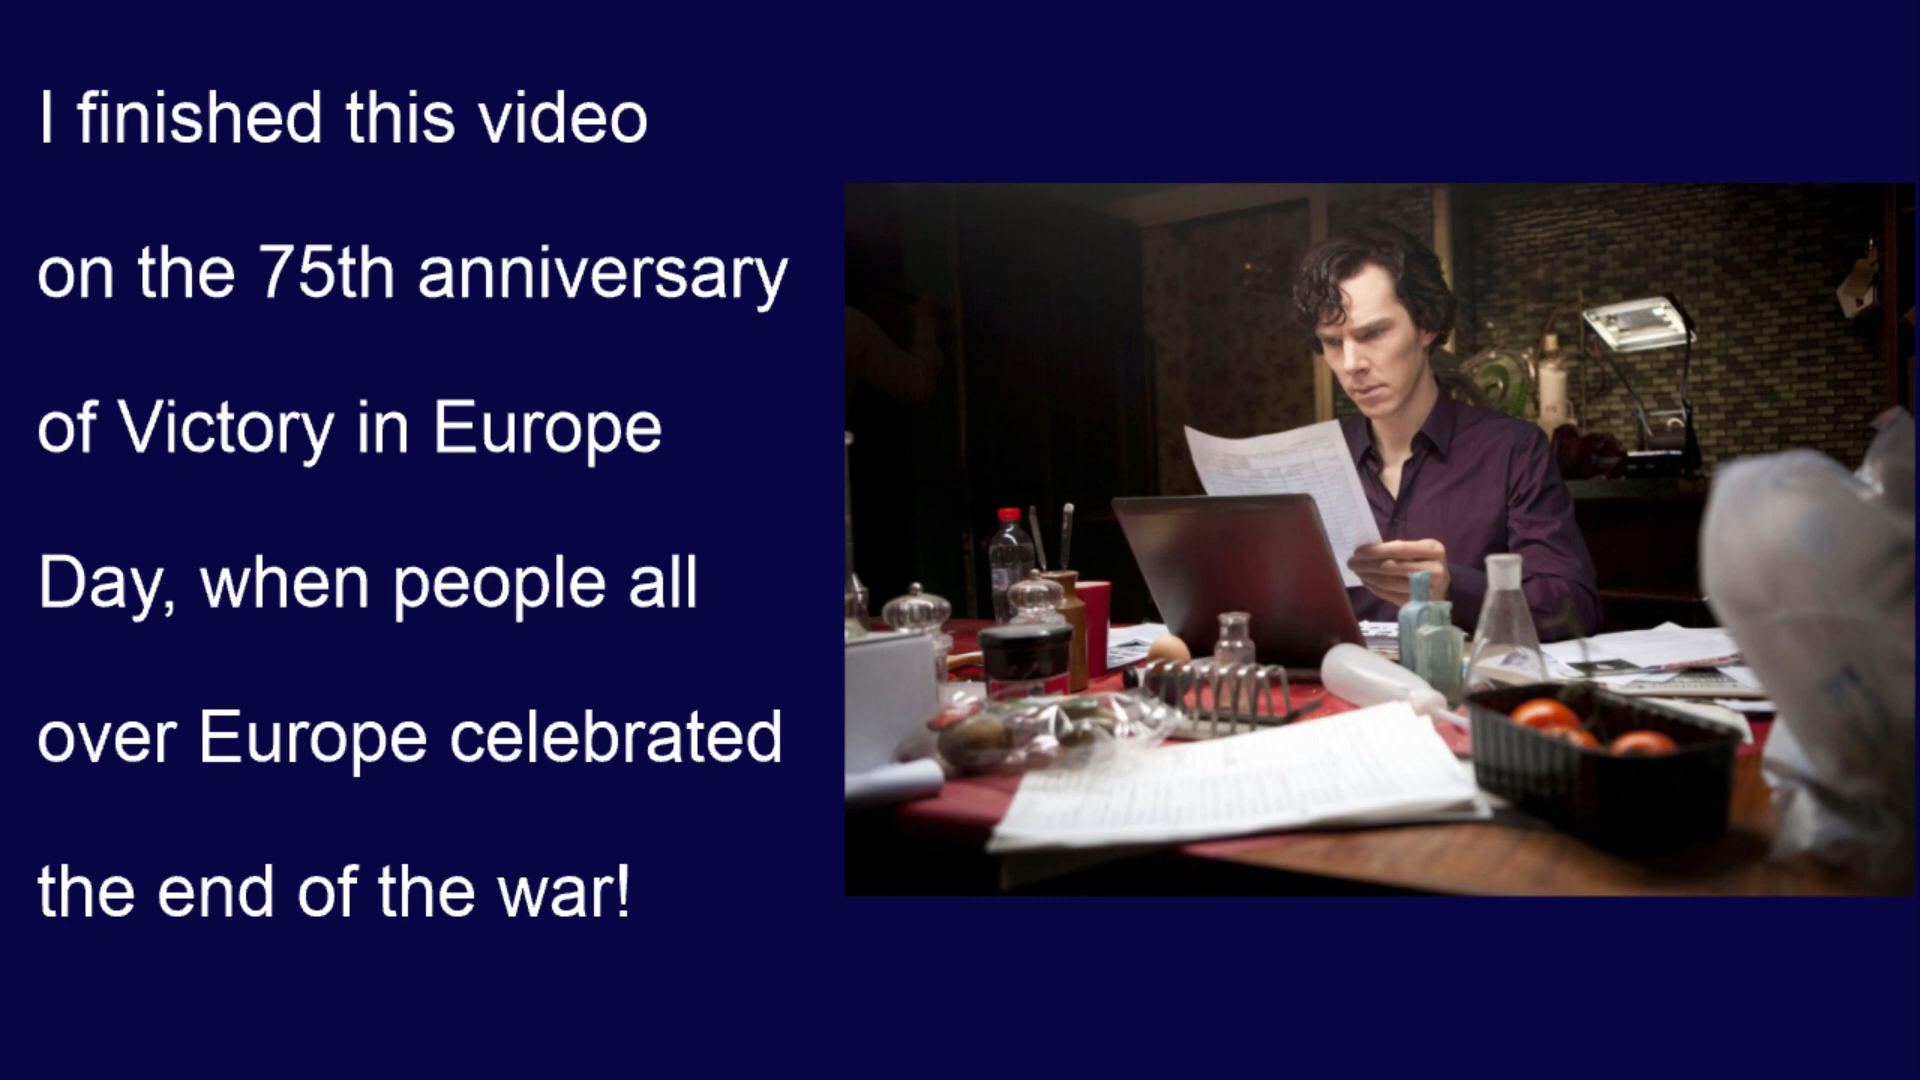 I finished this video
on the 75th anniversary
of Victory in Europe
Day, when people all
over Europe celebrated
the end of the war!